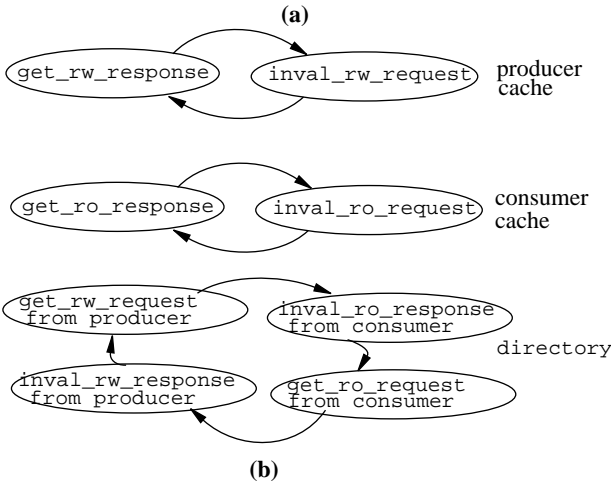 (a)
get_rw_response
inval_rw_request
producer
cache
get_ro_response
inval_ro_request
consumer
cache
get_rw_request
from producer
inval_ro_response
from consumer
directory
inval_rw_response
from producer
get_ro_request
from consumer
(b)